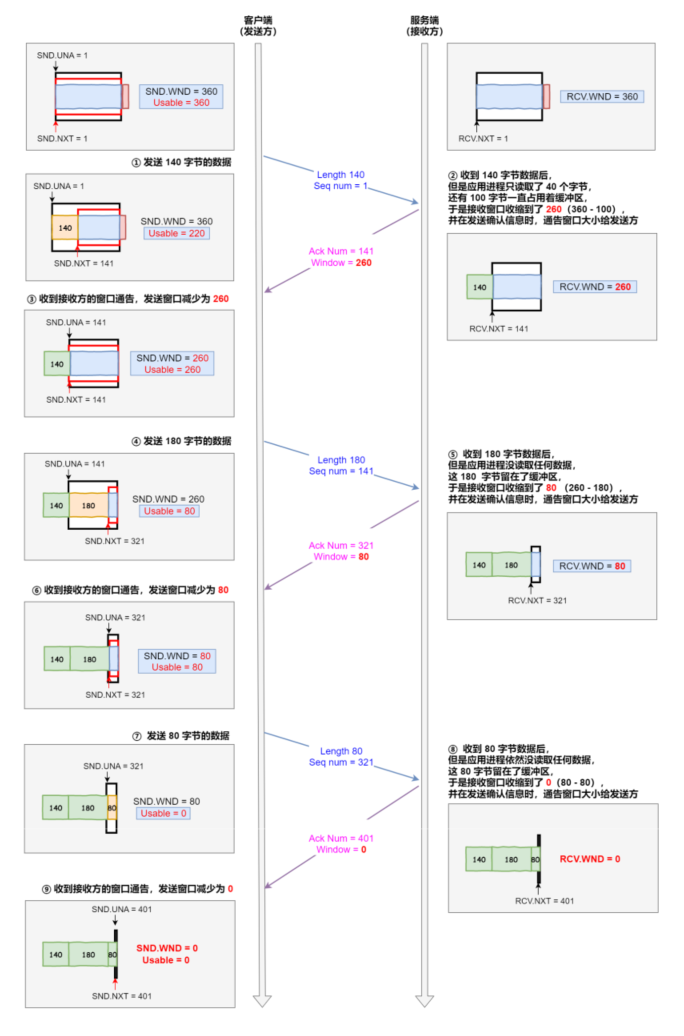 客户端
(发送方)
服务端
(接收方)
SND.UNA = 1
SND.WND = 360
Usable = 360
SND.NXT = 1
RCV.WND = 360
RCV.NXT = 1
① 发送 140 字节的数据
Length 140
Seq num = 1
SND.UNA = 1
140
SND.WND = 360
Usable = 220
SND.NXT = 141
② 收到 140 字节数据后，
但是应用进程只读取了 40 个字节，
还有 100 字节一直占用着缓冲区，
于是接收窗口收缩到了 260（360 - 100），
并在发送确认信息时，通告窗口大小给发送方
Ack Num = 141
Window = 260
140
RCV.WND = 260
RCV.NXT = 141
③ 收到接收方的窗口通告，发送窗口减少为 260
SND.UNA = 141
140
SND.WND = 260
Usable = 260
SND.NXT = 141
④ 发送 180 字节的数据
Length 180
Seq num = 141
SND.UNA = 141
140
180
SND.WND = 260
Usable = 80
SND.NXT = 321
⑤ 收到 180 字节数据后，
但是应用进程没读取任何数据，
这 180 字节留在了缓冲区，
于是接收窗口收缩到了 80 （260 - 180），
并在发送确认信息时，通告窗口大小给发送方
Ack Num = 321
Window = 80
140
180
RCV.WND = 80
RCV.NXT = 321
⑥ 收到接收方的窗口通告，发送窗口减少为 80
SND.UNA = 321
140
180
SND.WND = 80
Usable = 80
SND.NXT = 321
⑦ 发送 80 字节的数据
Length 80
Seq num = 321
SND.UNA = 321
140
180
80
SND.WND = 80
Usable = 0
⑧ 收到 80 字节数据后，
但是应用进程依然没读取任何数据，
这 80 字节留在了缓冲区，
于是接收窗口收缩到了 0（80 - 80），
并在发送确认信息时，通告窗口大小给发送方
Ack Num = 401
Window = 0
140
180
80
RCV.WND = 0
RCV.NXT = 401
⑨ 收到接收方的窗口通告，发送窗口减少为 0
SND.UNA = 401
140
180
80
SND.WND = 0
Usable = 0
SND.NXT = 401